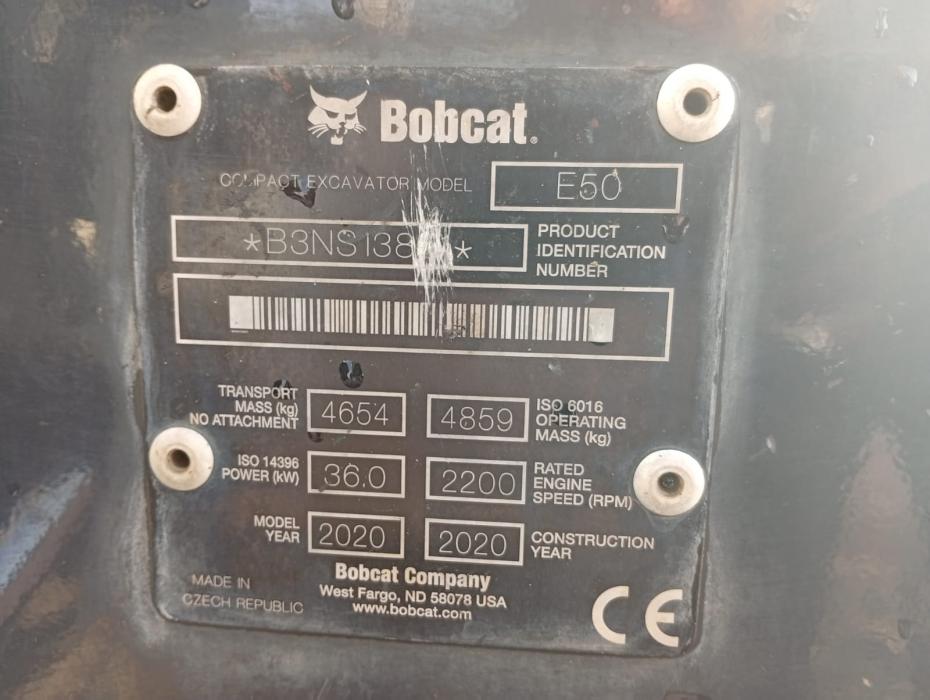 Bobcat®
COMPACT EXCAVATOR MODEL
E50
PRODUCT
IDENTIFICATION
NUMBER
TRANSPORT
MASS (kg)
NO ATTACHMENT
4654
4859
ISO 6016
OPERATING
MASS (kg)
ISO 14396
POWER (kW)
36.0
2200
RATED
ENGINE
SPEED (RPM)
MODEL
YEAR
2020
2020
CONSTRUCTION
YEAR
MADE IN
CZECH REPUBLIC
Bobcat Company
West Fargo, ND 58078 USA
www.bobcat.com
CE